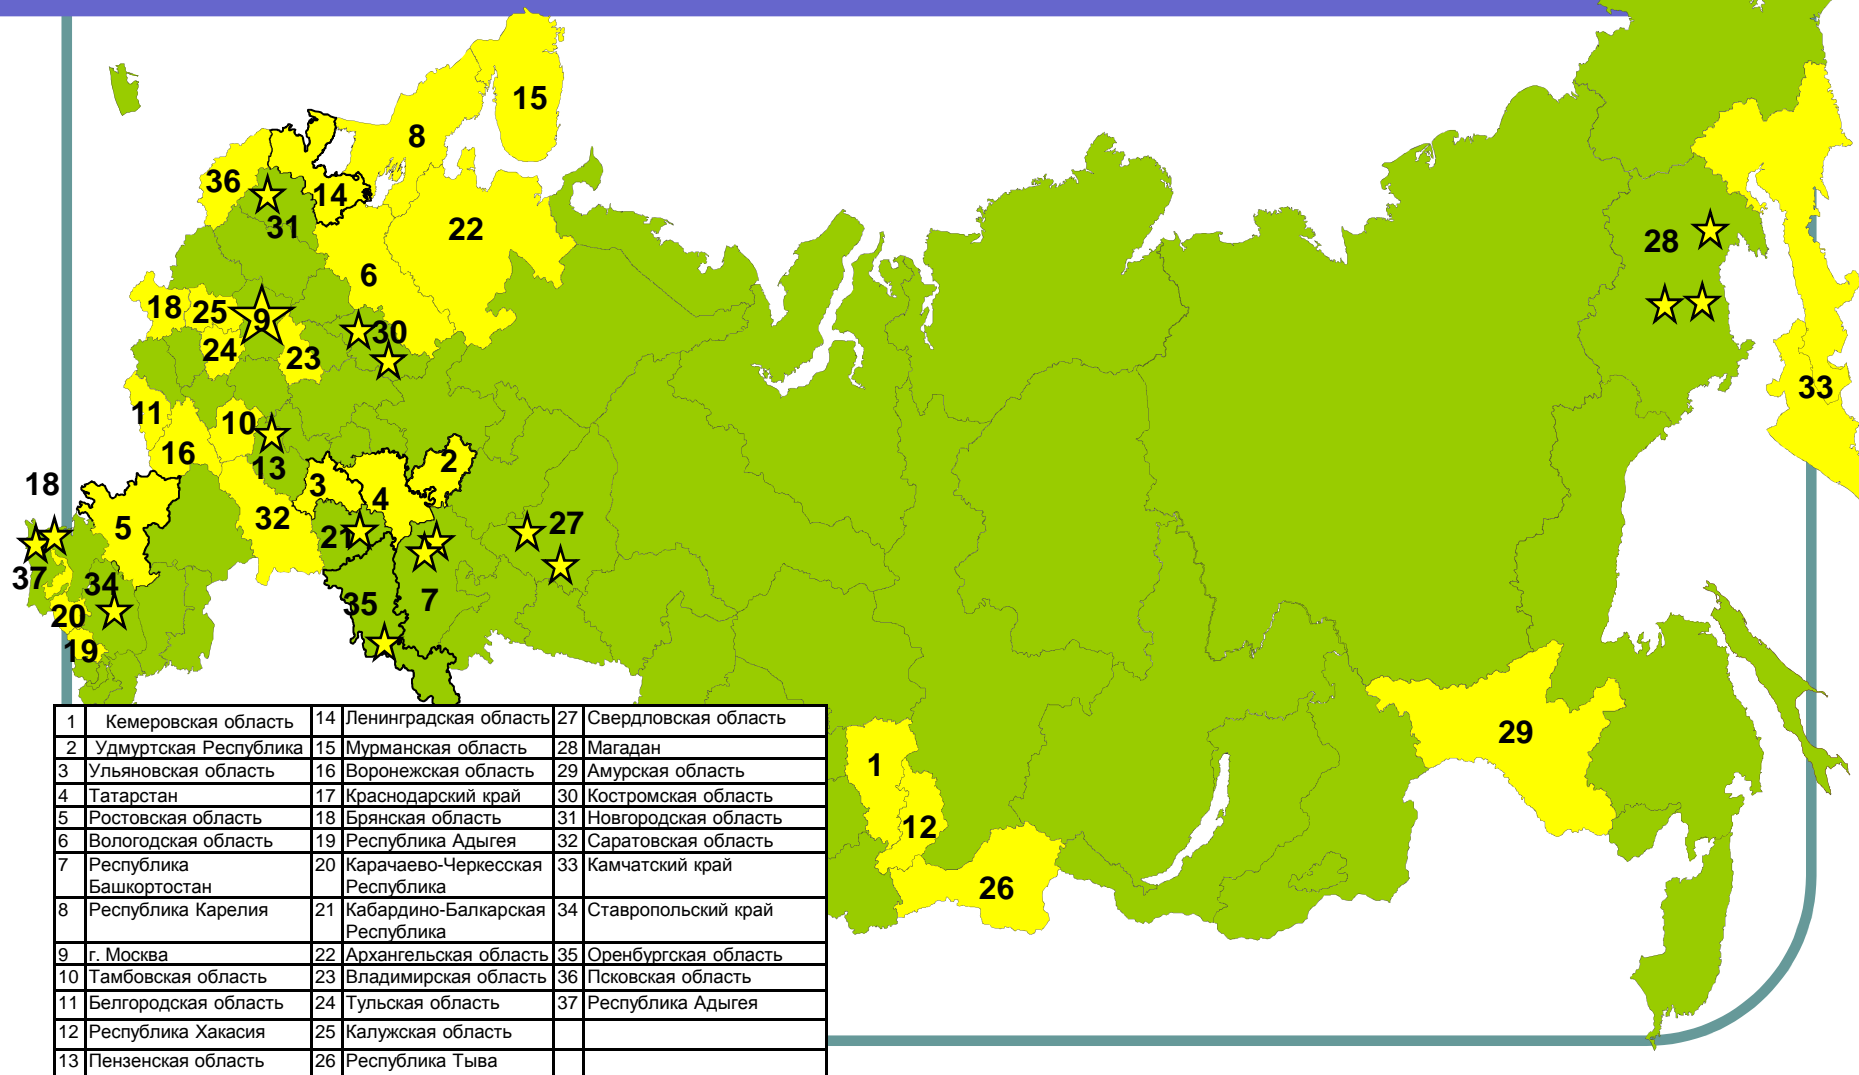 15
8
36
14
31
22
28
6
18
25
9
30
24
23
33
11
10
16
13
2
18
3
4
5
32
27
21
37
34
7
35
20
19
29
1
12
26
1 Кемеровская область 14 Ленинградская область 27 Свердловская область
2 Удмуртская Республика 15 Мурманская область 28 Магадан
3 Ульяновская область 16 Воронежская область 29 Амурская область
4 Татарстан 17 Краснодарский край 30 Костромская область
5 Ростовская область 18 Брянская область 31 Новгородская область
6 Вологодская область 19 Республика Адыгея 32 Саратовская область
7 Республика 20 Карачаево-Черкесская 33 Камчатский край
Башкортостан Республика
8 Республика Карелия 21 Кабардино-Балкарская 34 Ставропольский край
Республика
9 г. Москва 22 Архангельская область 35 Оренбургская область
10 Тамбовская область 23 Владимирская область 36 Псковская область
11 Белгородская область 24 Тульская область 37 Республика Адыгея
12 Республика Хакасия 25 Калужская область
13 Пензенская область 26 Республика Тыва